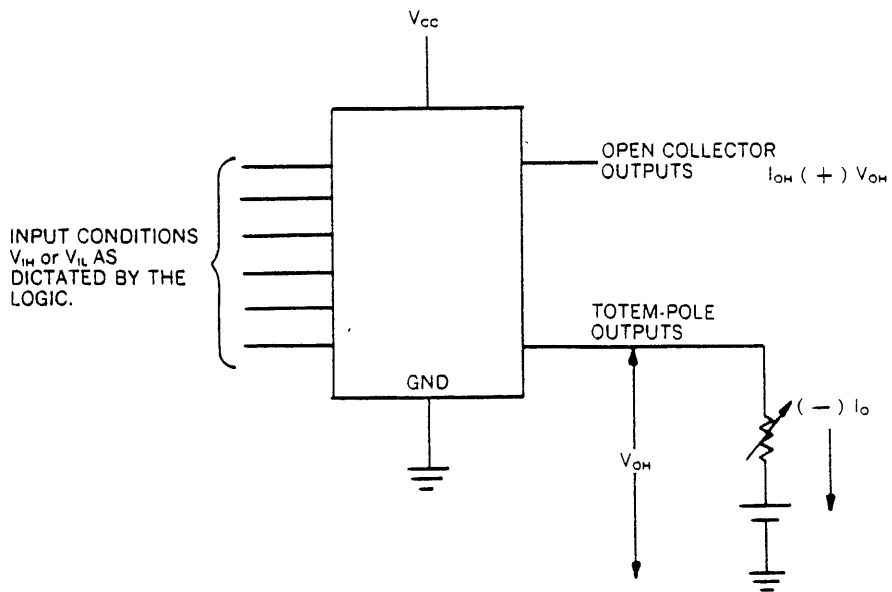 VCC
OPEN COLLECTOR
OUTPUTS
IOH (+) VOH
INPUT CONDITIONS
VIH or VIL AS
DICTATED BY THE
LOGIC.
TOTEM-POLE
OUTPUTS
GND
(-) IO
VOH